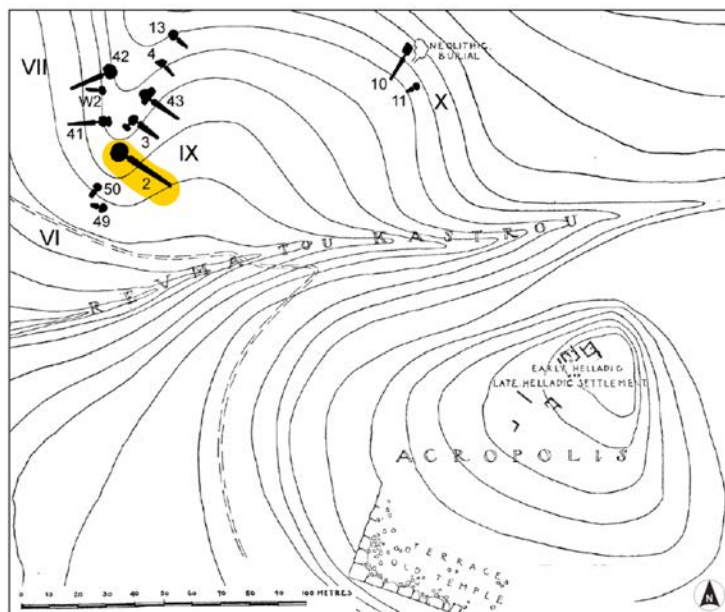 13
42
VII
4
NEOLITHIC
BURIAL
10
W2
43
11
X
41
3
IX
2
50
49
VI
REVMA TOU KASTROU
EARLY HELLADIC
AND
LATE HELLADIC SETTLEMENT
ACROPOLIS
TERRACE
OF
OLD TEMPLE
0 10 20 30 40 50 60 70 80 90 100 METRES
N